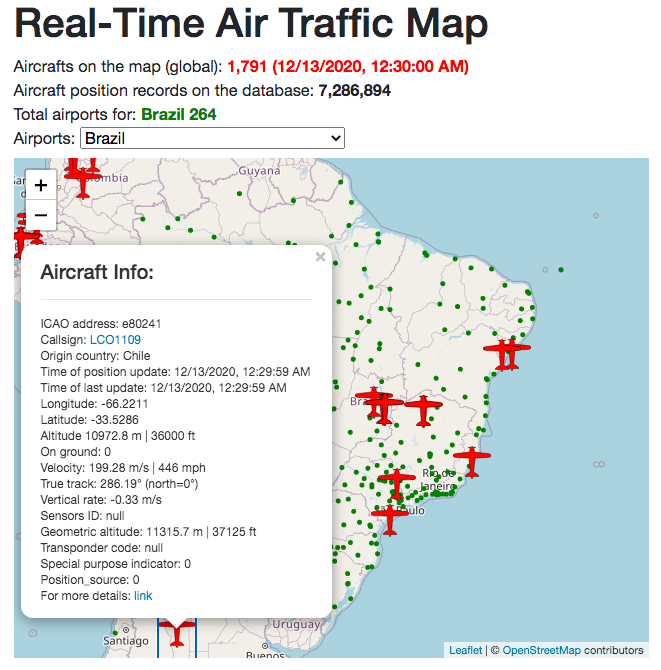 Real-Time Air Traffic Map
Aircrafts on the map (global): 1,791 (12/13/2020, 12:30:00 AM)
Aircraft position records on the database: 7,286,894
Total airports for: Brazil 264
Airports: Brazil
+
−
Guyana
×
Aircraft Info:
ICAO address: e80241
Callsign: LCO1109
Origin country: Chile
Time of position update: 12/13/2020, 12:29:59 AM
Time of last update: 12/13/2020, 12:29:59 AM
Longitude: -66.2211
Latitude: -33.5286
Altitude 10972.8 m | 36000 ft
On ground: 0
Velocity: 199.28 m/s | 446 mph
True track: 286.19° (north=0°)
Vertical rate: -0.33 m/s
Sensors ID: null
Geometric altitude: 11315.7 m | 37125 ft
Transponder code: null
Special purpose indicator: 0
Position_source: 0
For more details: link
Rio de
Janeiro
Santiago
Uruguay
Buenos
Leaflet | © OpenStreetMap contributors